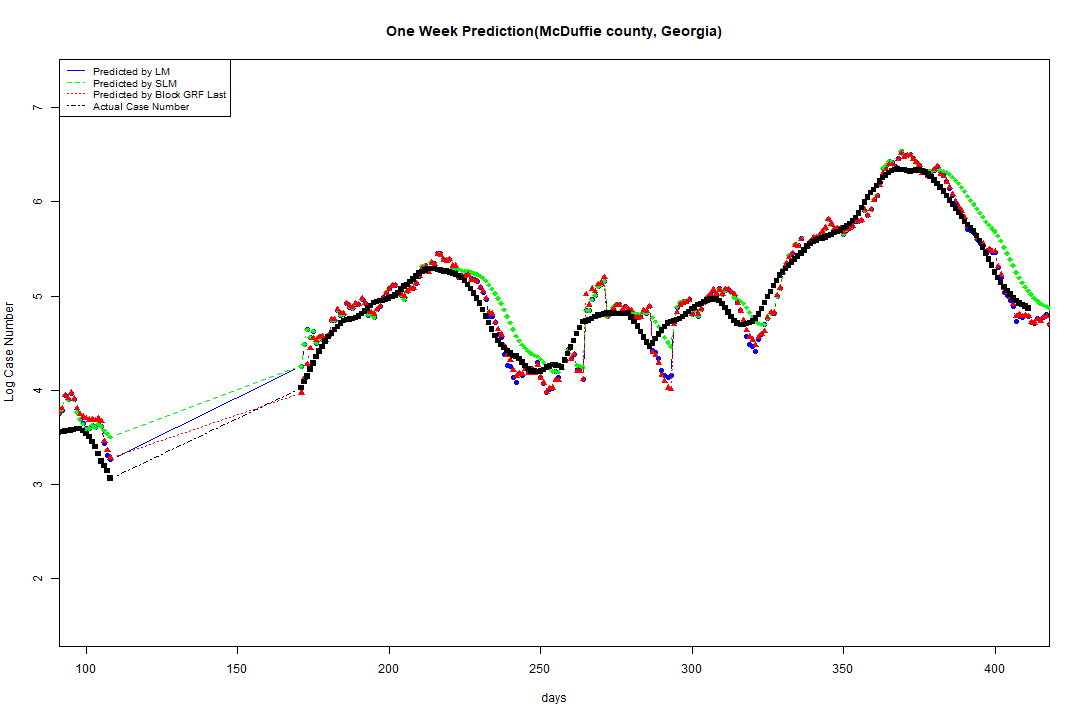 One Week Prediction(McDuffie county, Georgia)
Predicted by LM
Predicted by SLM
Predicted by Block GRF Last
Actual Case Number
7
6
5
4
3
2
Log Case Number
100 150 200 250 300 350 400
days